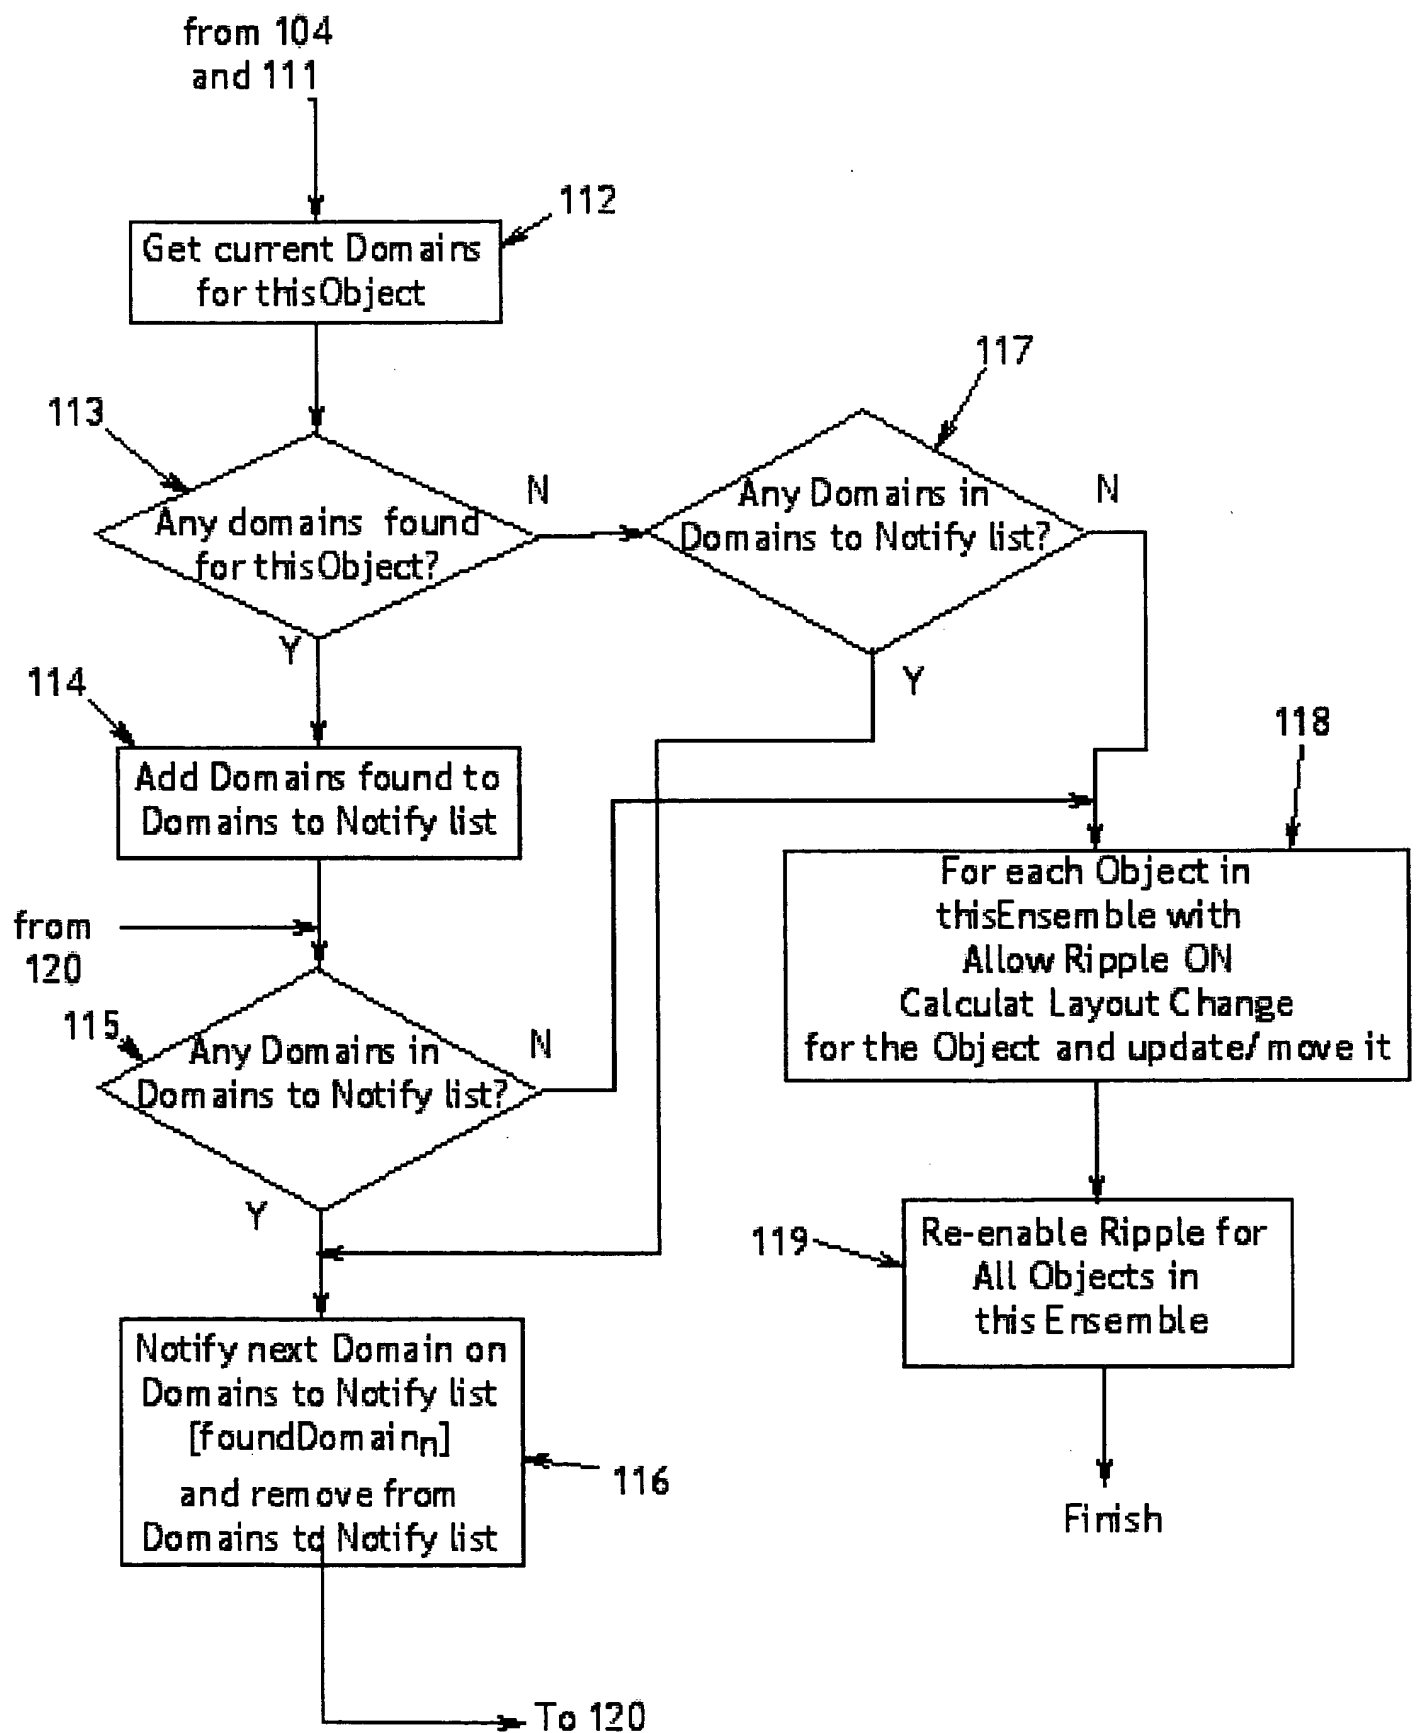 from 104
and 111
112
Get current Domains
for thisObject
117
113
N
Any domains found
for thisObject?
N
Any Domains in
Domains to Notify list?
Y
Y
114
118
Add Domains found to
Domains to Notify list
For each Object in
thisEnsemble with
Allow Ripple ON
Calculat Layout Change
for the Object and update/move it
from
120
115
N
Any Domains in
Domains to Notify list?
Y
119
Re-enable Ripple for
All Objects in
this Ensemble
Notify next Domain on
Domains to Notify list
[foundDomainn]
and remove from
Domains to Notify list
116
Finish
To 120